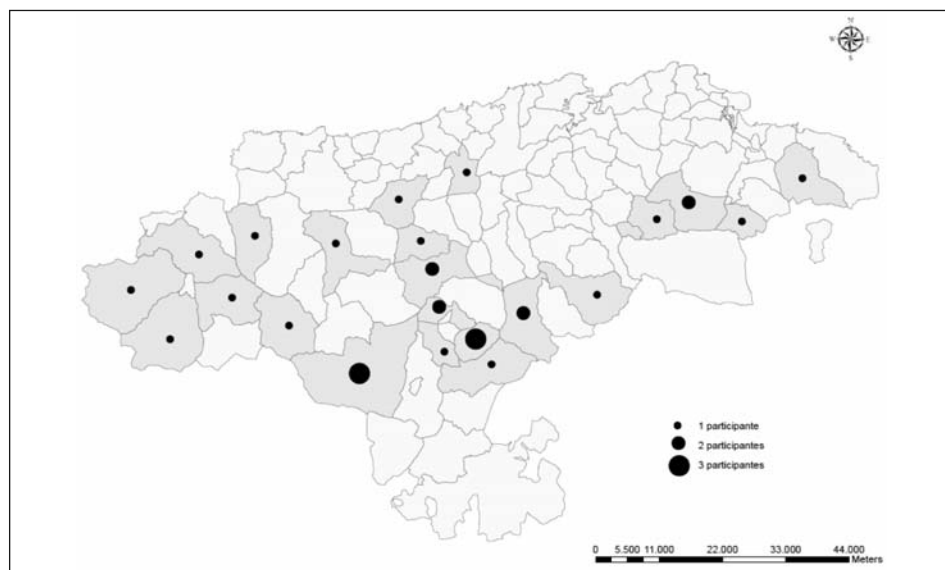 N
W E
S
1 participante
2 participantes
3 participantes
0 5.500 11.000 22.000 33.000 44.000
Meters